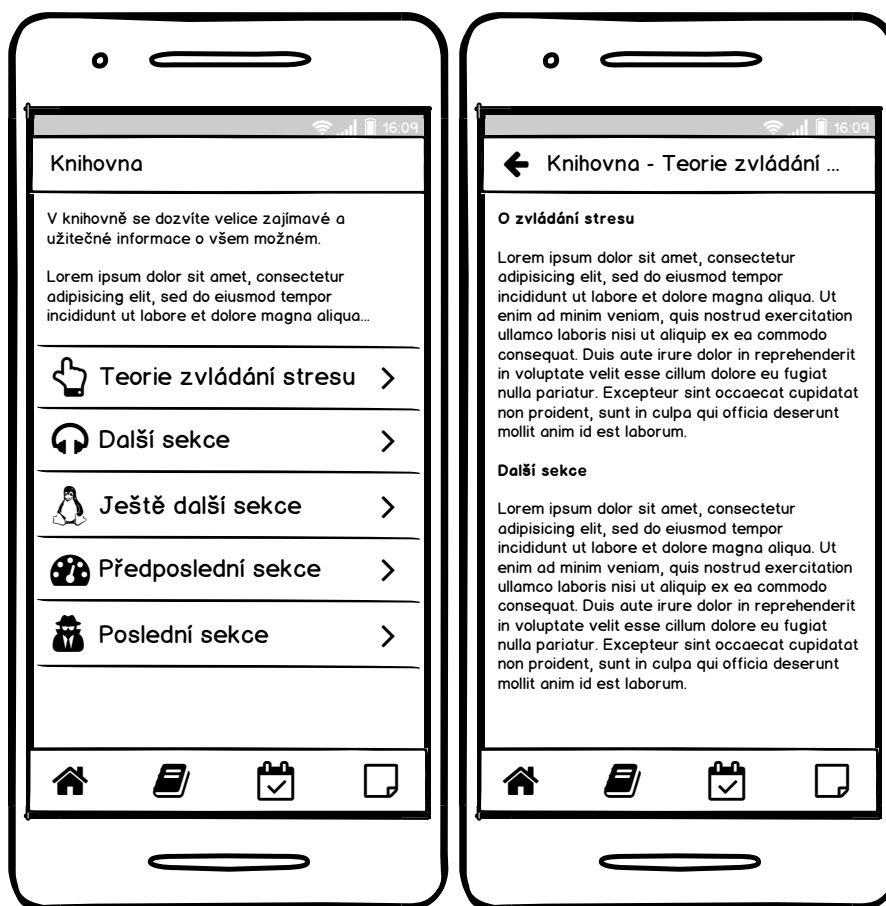 16:09
Knihovna
V knihovně se dozvíte velice zajímavé a
užitečné informace o všem možném.
Lorem ipsum dolor sit amet, consectetur
adipisicing elit, sed do eiusmod tempor
incididunt ut labore et dolore magna aliqua...
Teorie zvládání stresu
Další sekce
Ještě další sekce
Předposlední sekce
Poslední sekce
16:09
Knihovna - Teorie zvládání ...
O zvládání stresu
Lorem ipsum dolor sit amet, consectetur
adipisicing elit, sed do eiusmod tempor
incididunt ut labore et dolore magna aliqua. Ut
enim ad minim veniam, quis nostrud exercitation
ullamco laboris nisi ut aliquip ex ea commodo
consequat. Duis aute irure dolor in reprehenderit
in voluptate velit esse cillum dolore eu fugiat
nulla pariatur. Excepteur sint occaecat cupidatat
non proident, sunt in culpa qui officia deserunt
mollit anim id est laborum.
Další sekce
Lorem ipsum dolor sit amet, consectetur
adipisicing elit, sed do eiusmod tempor
incididunt ut labore et dolore magna aliqua. Ut
enim ad minim veniam, quis nostrud exercitation
ullamco laboris nisi ut aliquip ex ea commodo
consequat. Duis aute irure dolor in reprehenderit
in voluptate velit esse cillum dolore eu fugiat
nulla pariatur. Excepteur sint occaecat cupidatat
non proident, sunt in culpa qui officia deserunt
mollit anim id est laborum.